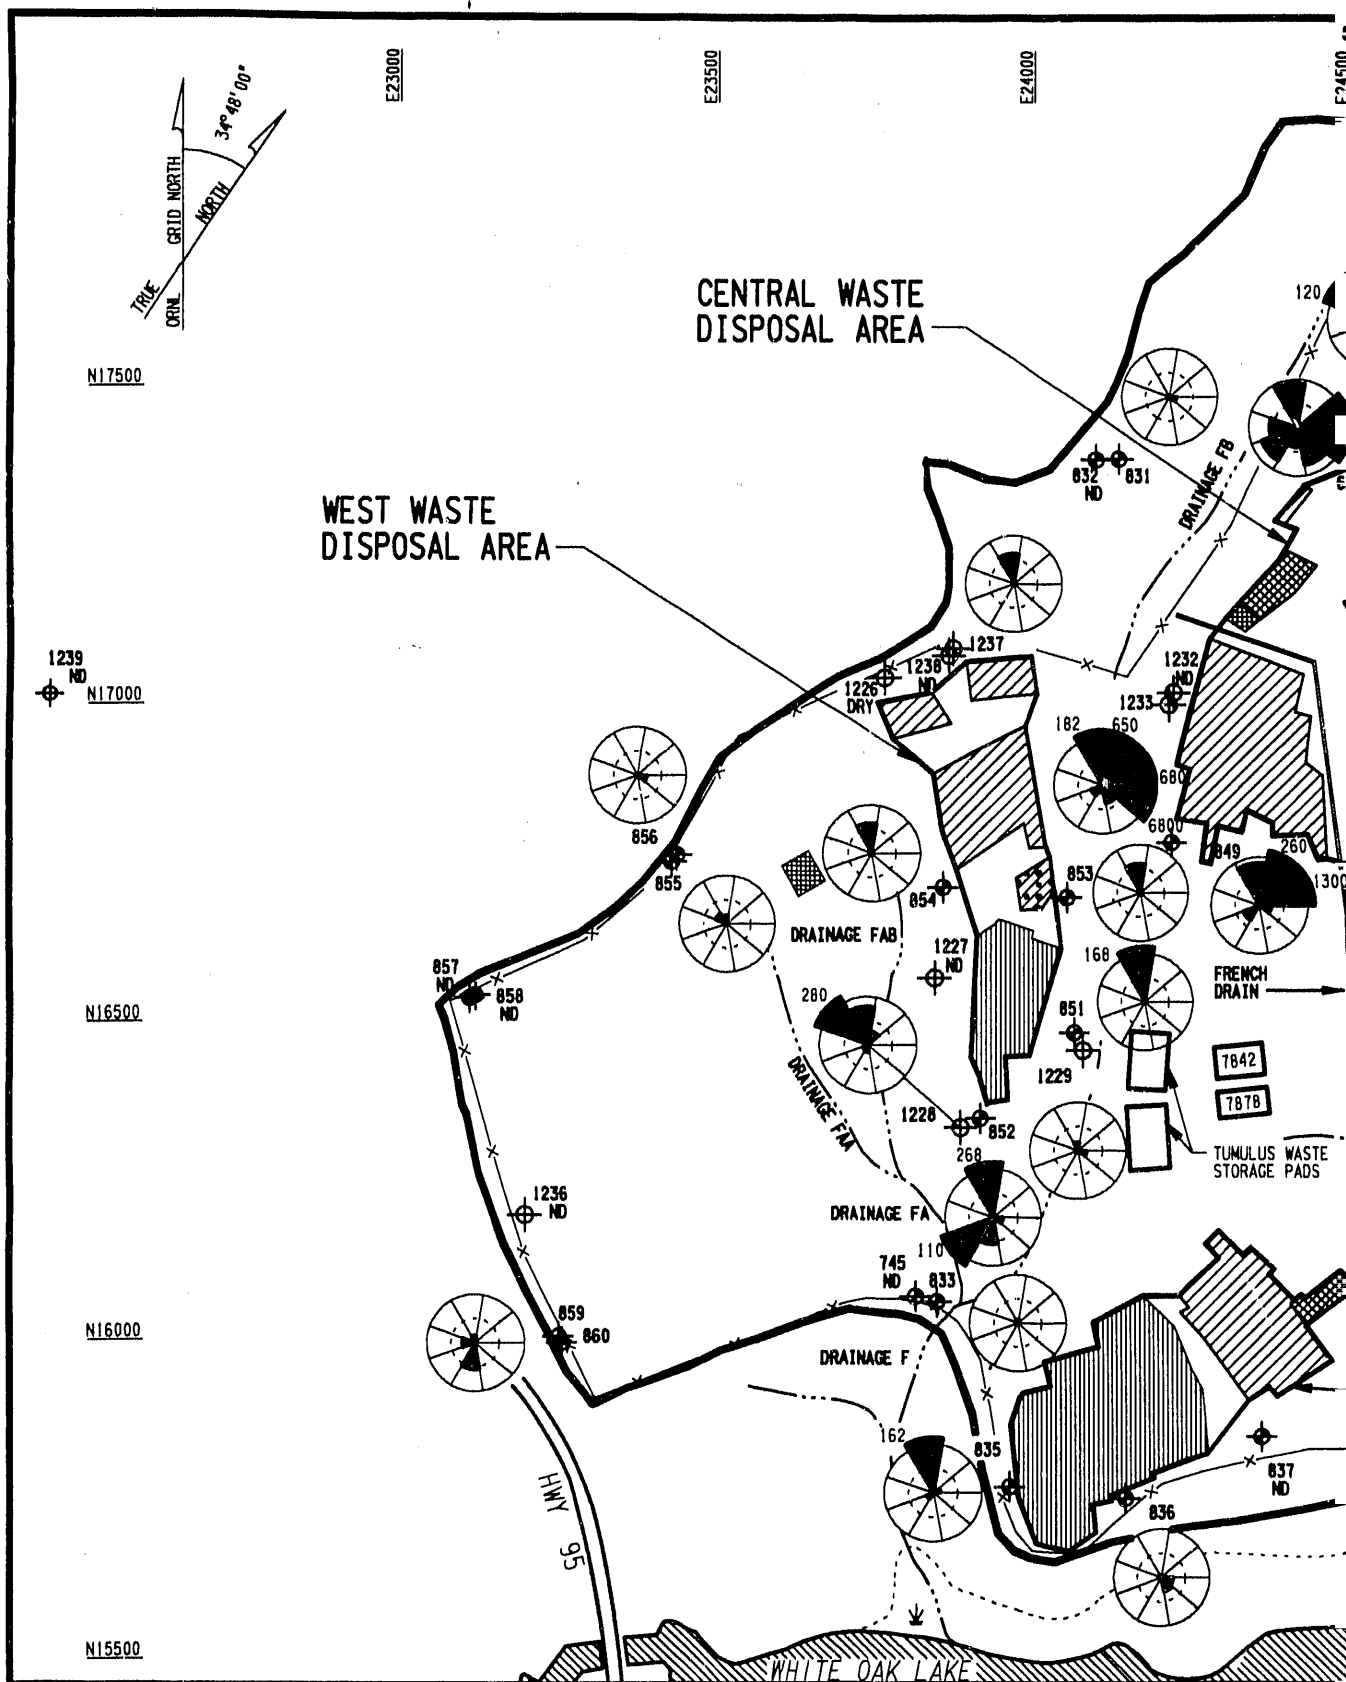 E23000
E23500
E24000
E24500
34° 48' 00"
GRID NORTH
NORTH
TRUE
ORNL
CENTRAL WASTE
DISPOSAL AREA
120
N17500
832
ND
831
DRAINAGE FB
WEST WASTE
DISPOSAL AREA
1239
ND
N17000
1237
1238
ND
1226
DRY
1232
ND
1233
182
650
680
6800
856
855
849
260
1300
853
854
DRAINAGE FAB
1227
ND
168
FRENCH
DRAIN
857
ND
858
ND
N16500
280
851
1229
7842
7878
DRAINAGE FAA
1228
852
268
TUMULUS WASTE
STORAGE PADS
1236
ND
DRAINAGE FA
110
745
ND
833
859
860
N16000
DRAINAGE F
162
835
837
ND
836
HWY 95
N15500
WHITE OAK LAKE